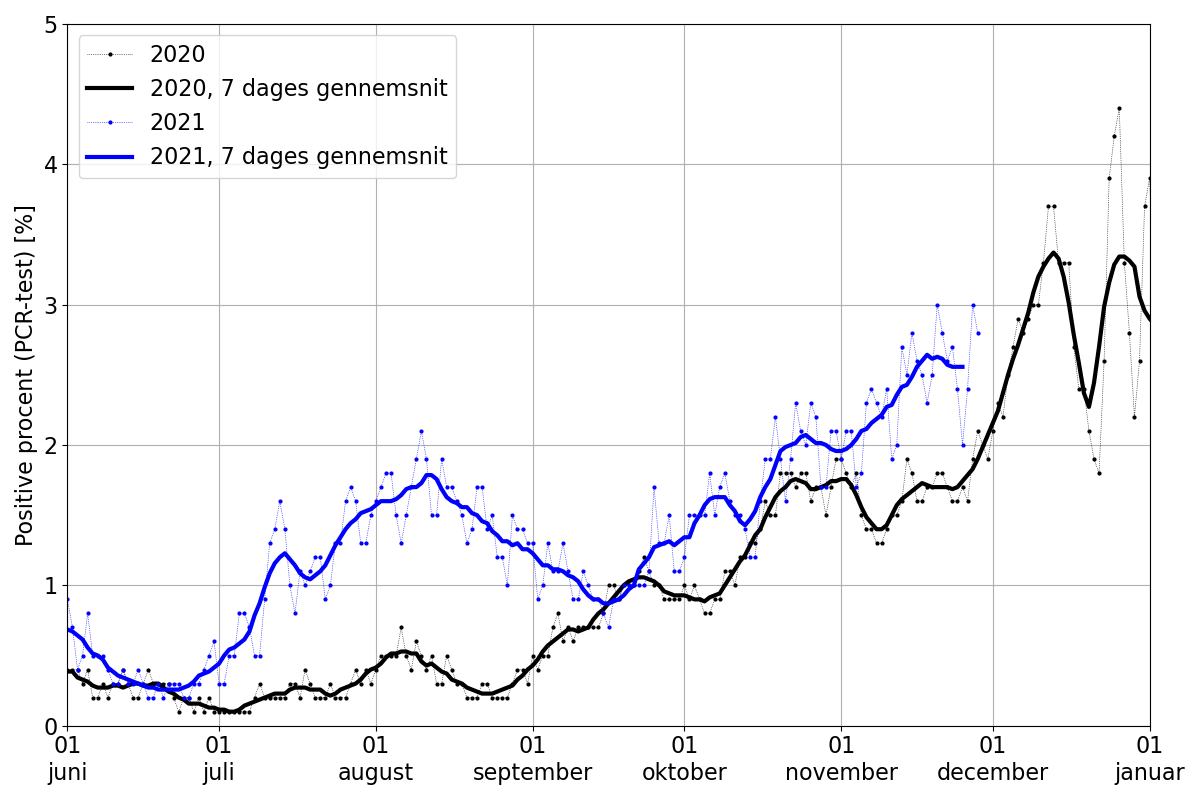 5
4
3
2
1
0
Positive procent (PCR-test) [%]
2020
2020, 7 dages gennemsnit
2021
2021, 7 dages gennemsnit
01 01 01 01 01 01 01 01
juni juli august september oktober november december januar